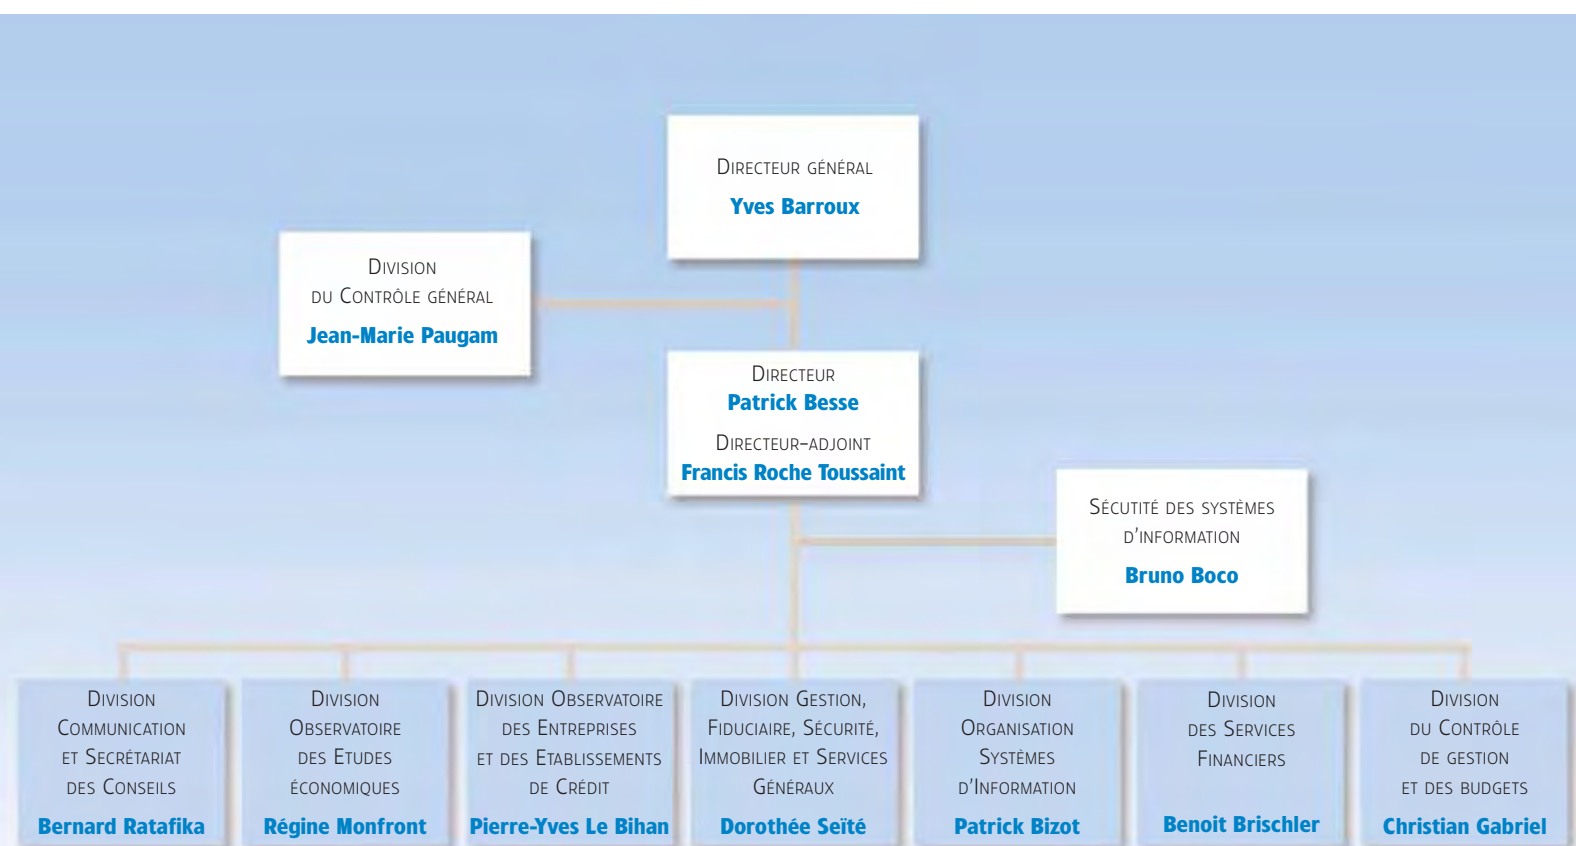 Directeur général
Yves Barroux
Division
du Contrôle général
Jean-Marie Paugam
Directeur
Patrick Besse
Directeur-adjoint
Francis Roche Toussaint
Sécutité des systèmes
d'information
Bruno Boco
Division
Communication
et Secrétariat
des Conseils
Bernard Ratafika
Division
Observatoire
des Etudes
économiques
Régine Monfront
Division Observatoire
des Entreprises
et des Etablissements
de Crédit
Pierre-Yves Le Bihan
Division Gestion,
Fiduciaire, Sécurité,
Immobilier et Services
Généraux
Dorothée Seïté
Division
Organisation
Systèmes
d'Information
Patrick Bizot
Division
des Services
Financiers
Benoit Brischler
Division
du Contrôle
de gestion
et des budgets
Christian Gabriel